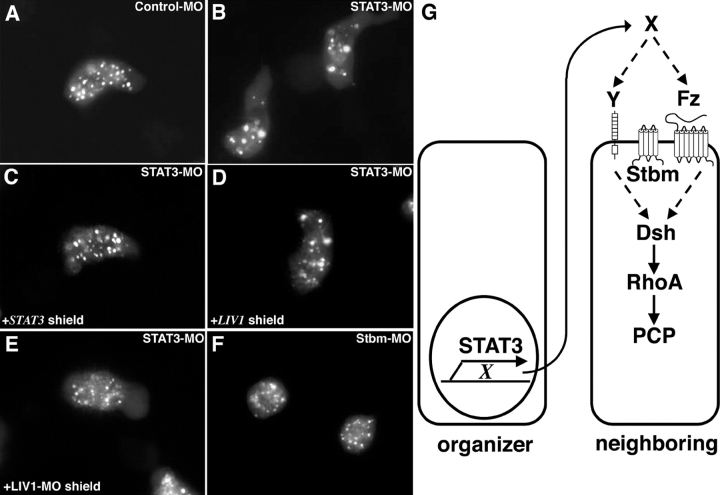 A
Control-MO
B
STAT3-MO
C
STAT3-MO
+STAT3 shield
D
STAT3-MO
+LIV1 shield
E
STAT3-MO
+LIV1-MO shield
F
Stbm-MO
G
X
Y
Fz
Stbm
Dsh
RhoA
PCP
STAT3
X
organizer
neighboring